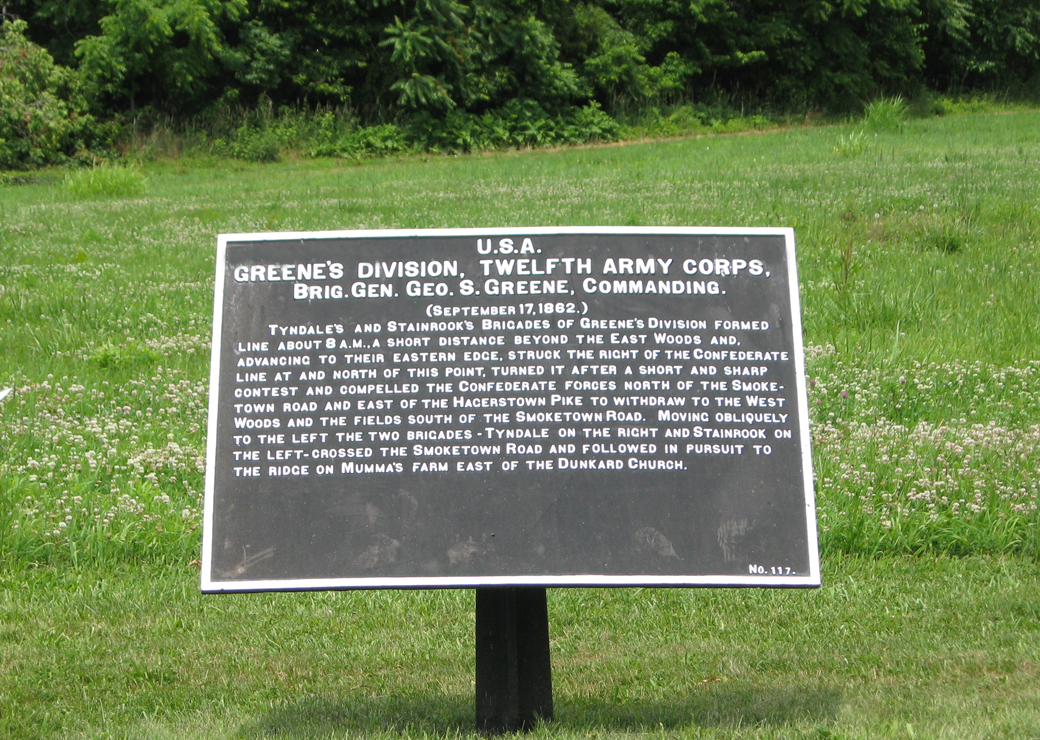 U.S.A.
GREENE'S DIVISION, TWELFTH ARMY CORPS,
BRIG. GEN. GEO. S. GREENE, COMMANDING.
(SEPTEMBER 17, 1862.)
TYNDALE'S AND STAINROOK'S BRIGADES OF GREENE'S DIVISION FORMED
LINE ABOUT 8 A.M., A SHORT DISTANCE BEYOND THE EAST WOODS AND,
ADVANCING TO THEIR EASTERN EDGE, STRUCK THE RIGHT OF THE CONFEDERATE
LINE AT AND NORTH OF THIS POINT, TURNED IT AFTER A SHORT AND SHARP
CONTEST AND COMPELLED THE CONFEDERATE FORCES NORTH OF THE SMOKE-
TOWN ROAD AND EAST OF THE HAGERSTOWN PIKE TO WITHDRAW TO THE WEST
WOODS AND THE FIELDS SOUTH OF THE SMOKETOWN ROAD. MOVING OBLIQUELY
TO THE LEFT THE TWO BRIGADES - TYNDALE ON THE RIGHT AND STAINROOK ON
THE LEFT-CROSSED THE SMOKETOWN ROAD AND FOLLOWED IN PURSUIT TO
THE RIDGE ON MUMMA'S FARM EAST OF THE DUNKARD CHURCH.
NO. 117.